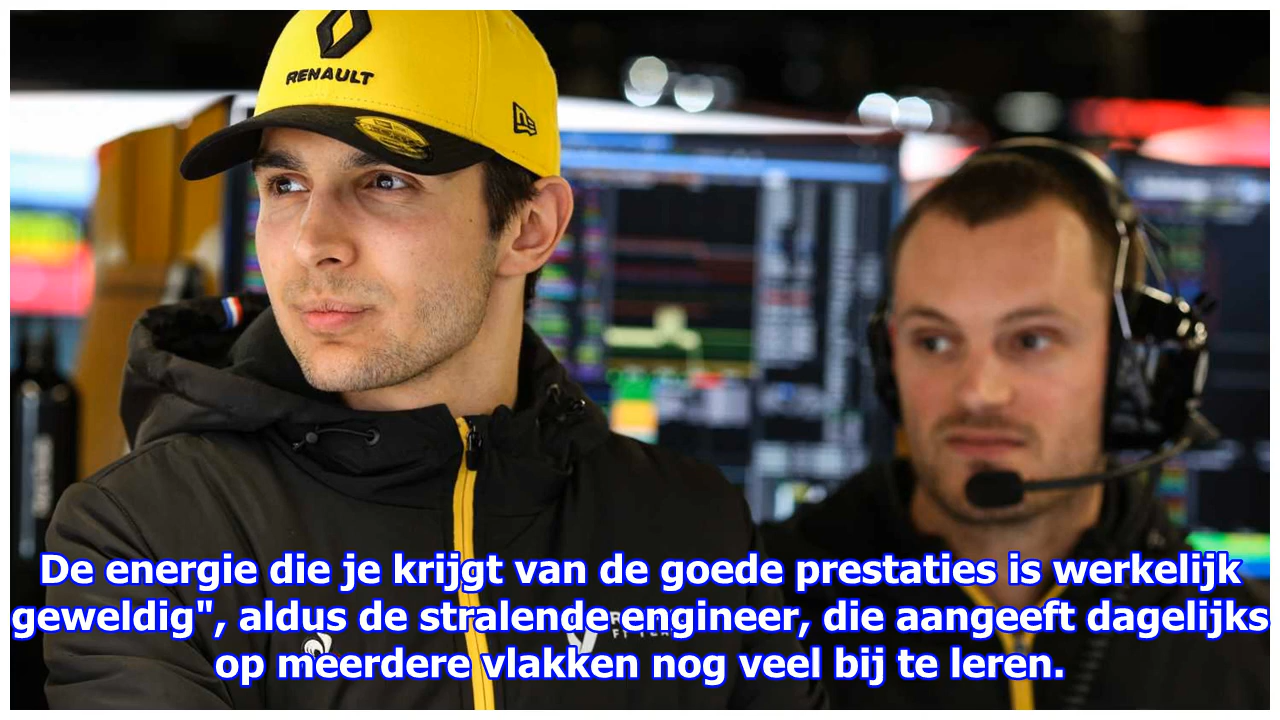 RENAULT
De energie die je krijgt van de goede prestaties is werkelijk
geweldig", aldus de stralende engineer, die aangeeft dagelijks
op meerdere vlakken nog veel bij te leren.